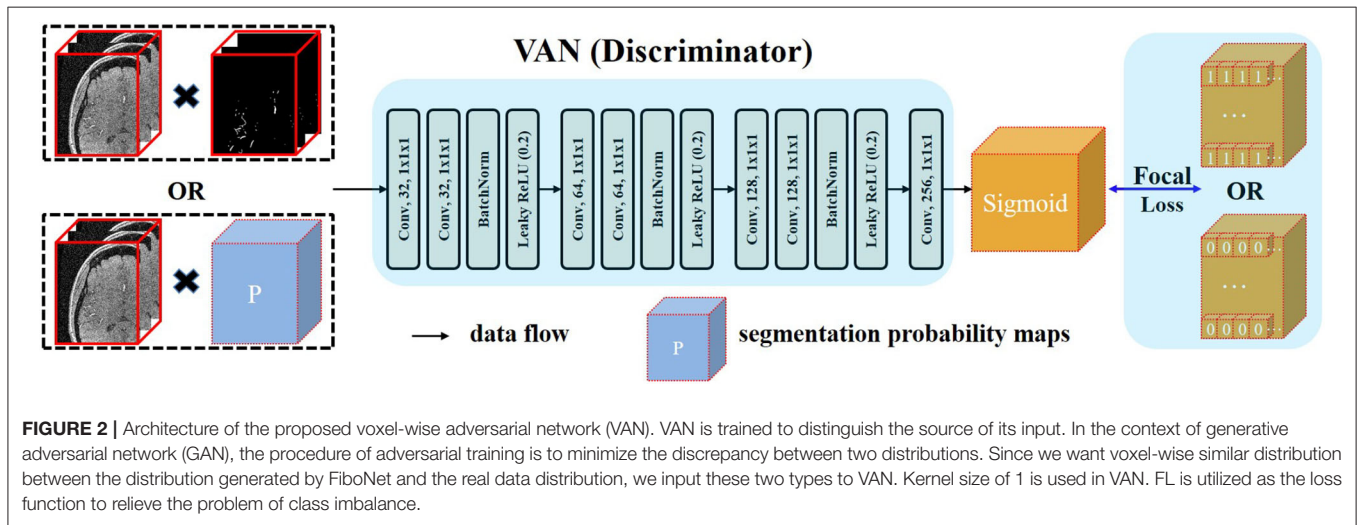 VAN (Discriminator)
OR
P
Conv, 32, 1x1x1
Conv, 32, 1x1x1
BatchNorm
Leaky ReLU (0.2)
Conv, 64, 1x1x1
Conv, 64, 1x1x1
BatchNorm
Leaky ReLU (0.2)
Conv, 128, 1x1x1
Conv, 128, 1x1x1
BatchNorm
Leaky ReLU (0.2)
Conv, 256, 1x1x1
Sigmoid
Focal
Loss
1 1 1 1 ...
...
1 1 1 1 ...
OR
0 0 0 0 ...
...
0 0 0 0 ...
data flow
P
segmentation probability maps
FIGURE 2 | Architecture of the proposed voxel-wise adversarial network (VAN). VAN is trained to distinguish the source of its input. In the context of generative
adversarial network (GAN), the procedure of adversarial training is to minimize the discrepancy between two distributions. Since we want voxel-wise similar distribution
between the distribution generated by FiboNet and the real data distribution, we input these two types to VAN. Kernel size of 1 is used in VAN. FL is utilized as the loss
function to relieve the problem of class imbalance.